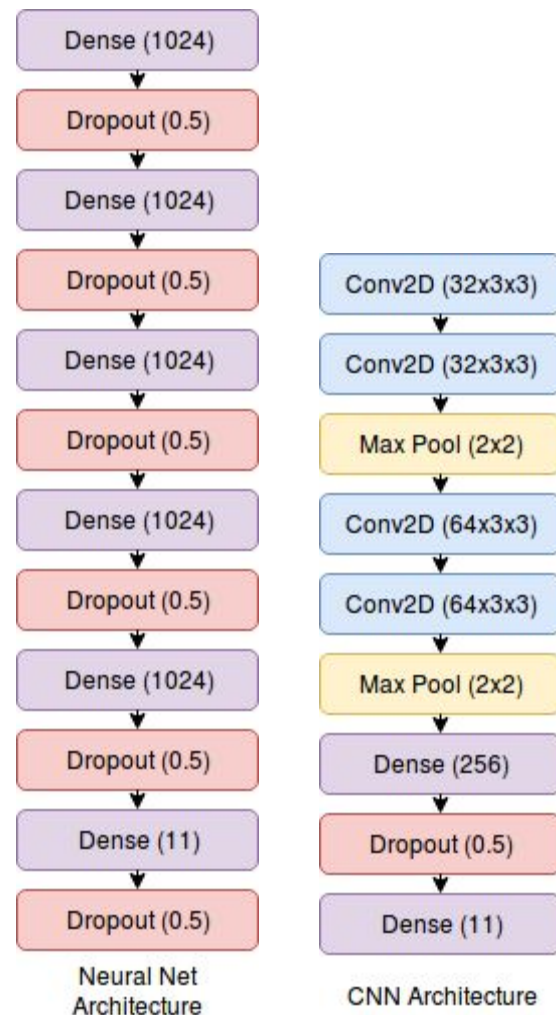 Dense (1024)
Dropout (0.5)
Dense (1024)
Dropout (0.5)
Dense (1024)
Dropout (0.5)
Dense (1024)
Dropout (0.5)
Dense (1024)
Dropout (0.5)
Dense (11)
Dropout (0.5)
Neural Net
Architecture
Conv2D (32x3x3)
Conv2D (32x3x3)
Max Pool (2x2)
Conv2D (64x3x3)
Conv2D (64x3x3)
Max Pool (2x2)
Dense (256)
Dropout (0.5)
Dense (11)
CNN Architecture